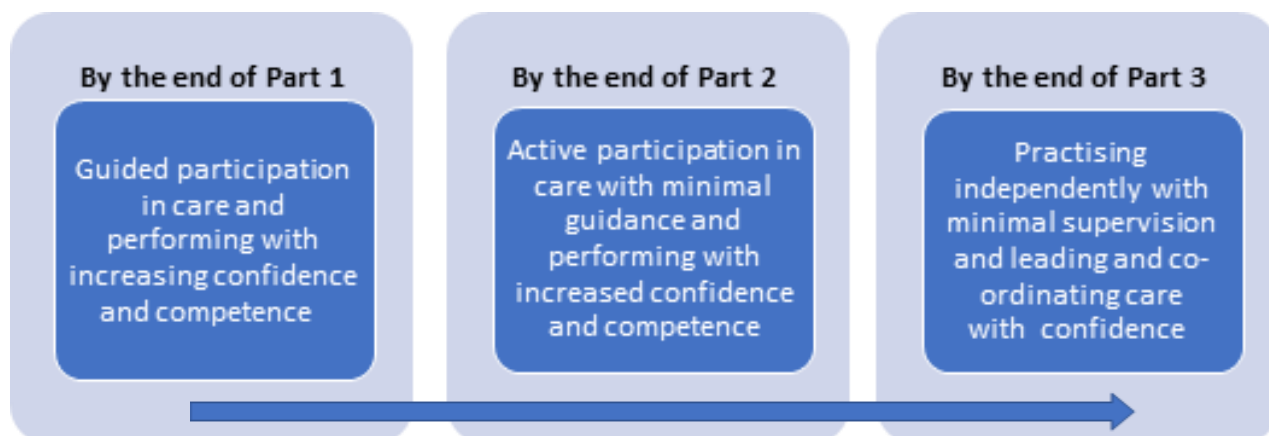 By the end of Part 1
Guided participation
in care and
performing with
increasing confidence
and competence
By the end of Part 2
Active participation in
care with minimal
guidance and
performing with
increased confidence
and competence
By the end of Part 3
Practising
independently with
minimal supervision
and leading and co-
ordinating care
with confidence